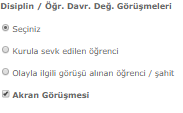 Disiplin / Öğr. Davr. Değ. Görüşmeleri
Seçiniz
Kurula sevk edilen öğrenci
Olayla ilgili görüşü alınan öğrenci / şahit
Akran Görüşmesi